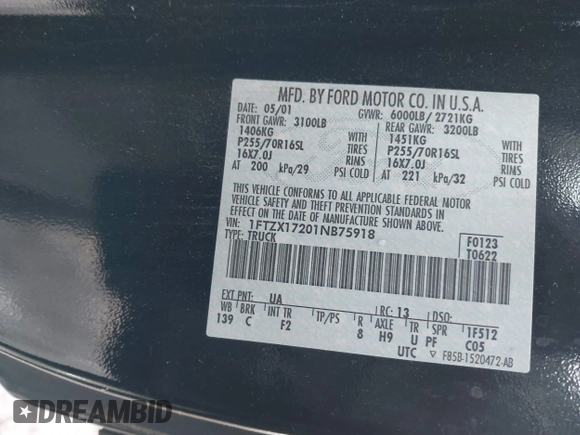 MFD. BY FORD MOTOR CO. IN U.S.A.
DATE: 05/01 GVWR: 6000LB/ 2721KG
FRONT GAWR: 3100LB REAR GAWR: 3200LB
1406KG WITH 1451KG WITH
P255/70R16SL TIRES P255/70R16SL TIRES
16X7.0J RIMS 16X7.0J RIMS
AT 200 kPa/29 PSI COLD AT 221 kPa/32 PSI COLD
THIS VEHICLE CONFORMS TO ALL APPLICABLE FEDERAL MOTOR
VEHICLE SAFETY AND BUMPER STANDARDS IN EFFECT ON THE
DATE OF MANUFACTURE SHOWN ABOVE.
VIN: 1FTZX17201NB75918
TYPE: TRUCK
F0123
T0622
EXT PNT: UA RC: 13 DSO:
WB BRK INT TR TP/PS R AXLE TR SPR 1F512
139 C F2 8 H9 U PF C05
UTC ▽ F85B-1520472-AB
DREAMBID